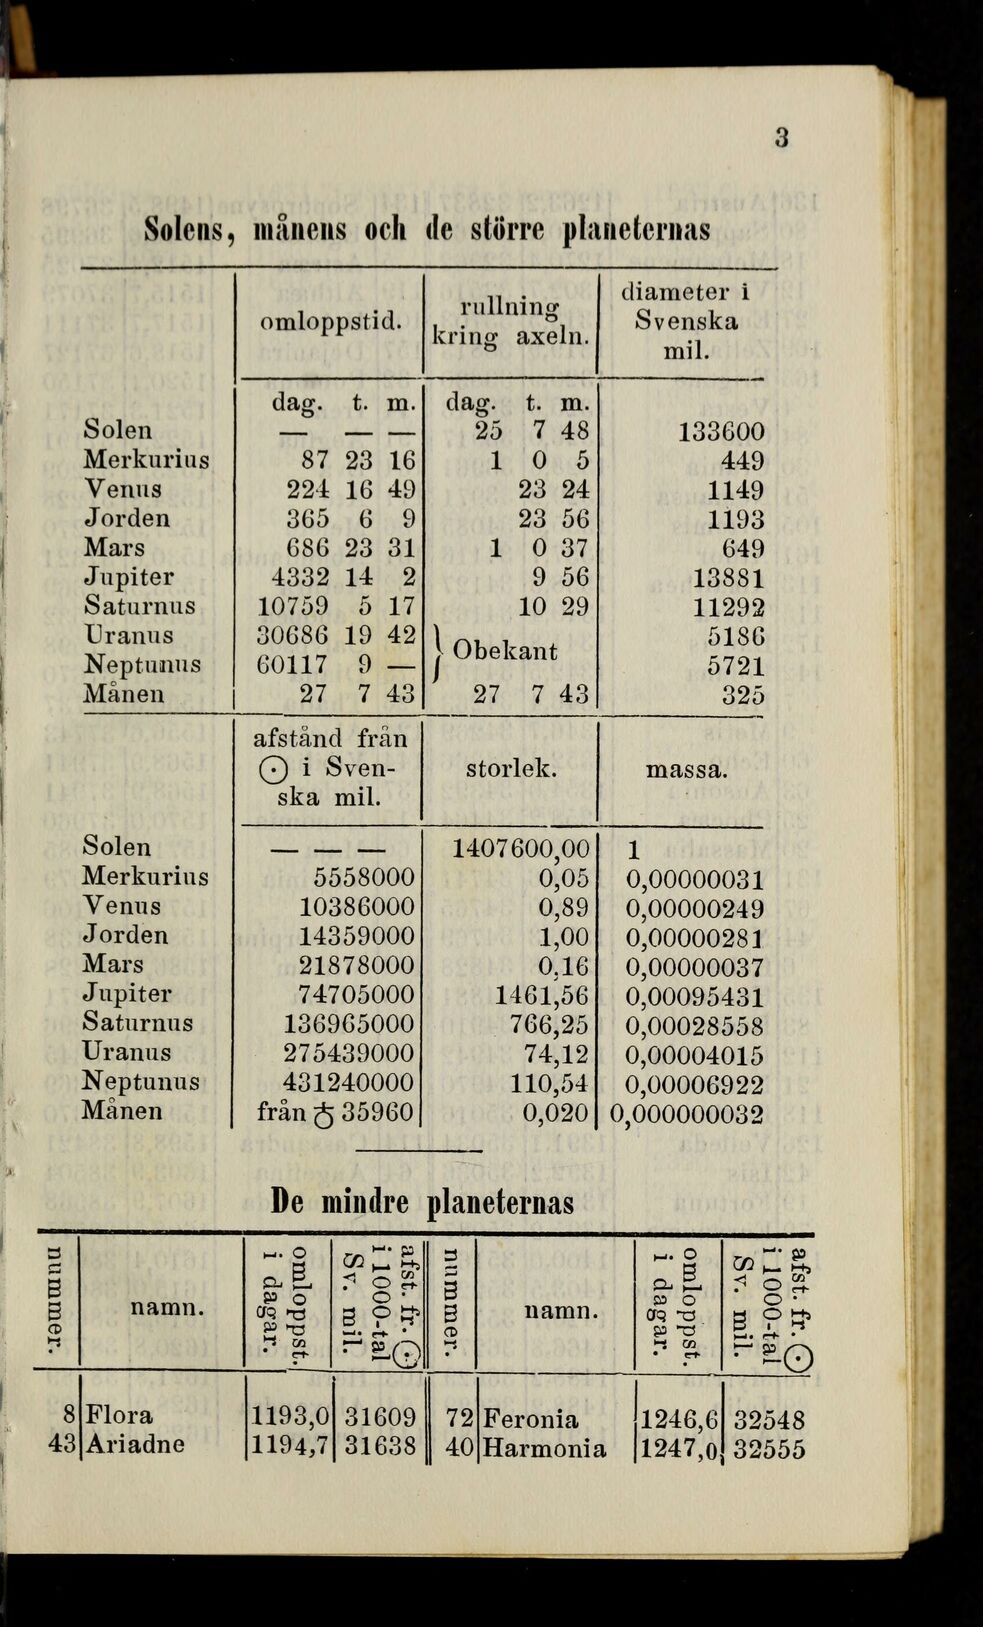 3
Solens, månens och de större planeternas
omloppstid. rullning kring axeln. diameter i Svenska mil.
dag. t. m. dag. t. m.
Solen — — — 25 7 48 133600
Merkurius 87 23 16 1 0 5 449
Venus 224 16 49 23 24 1149
Jorden 365 6 9 23 56 1193
Mars 686 23 31 1 0 37 649
Jupiter 4332 14 2 9 56 13881
Saturnus 10759 5 17 10 29 11292
Uranus 30686 19 42 } Obekant 5186
Neptunus 60117 9 — 5721
Månen 27 7 43 27 7 43 325
afstånd från ☉ i Sven-
ska mil. storlek. massa.
Solen — — — 1407600,00 1
Merkurius 5558000 0,05 0,00000031
Venus 10386000 0,89 0,00000249
Jorden 14359000 1,00 0,00000281
Mars 21878000 0,16 0,00000037
Jupiter 74705000 1461,56 0,00095431
Saturnus 136965000 766,25 0,00028558
Uranus 275439000 74,12 0,00004015
Neptunus 431240000 110,54 0,00006922
Månen från ♁ 35960 0,020 0,000000032
De mindre planeternas
nummer. namn. omloppst. i dagar. afst. fr. ☉ i 1000-tal Sv. mil. nummer. namn. omloppst. i dagar. afst. fr. ☉ i 1000-tal Sv. mil.
8 Flora 1193,0 31609 72 Feronia 1246,6 32548
43 Ariadne 1194,7 31638 40 Harmonia 1247,0 32555